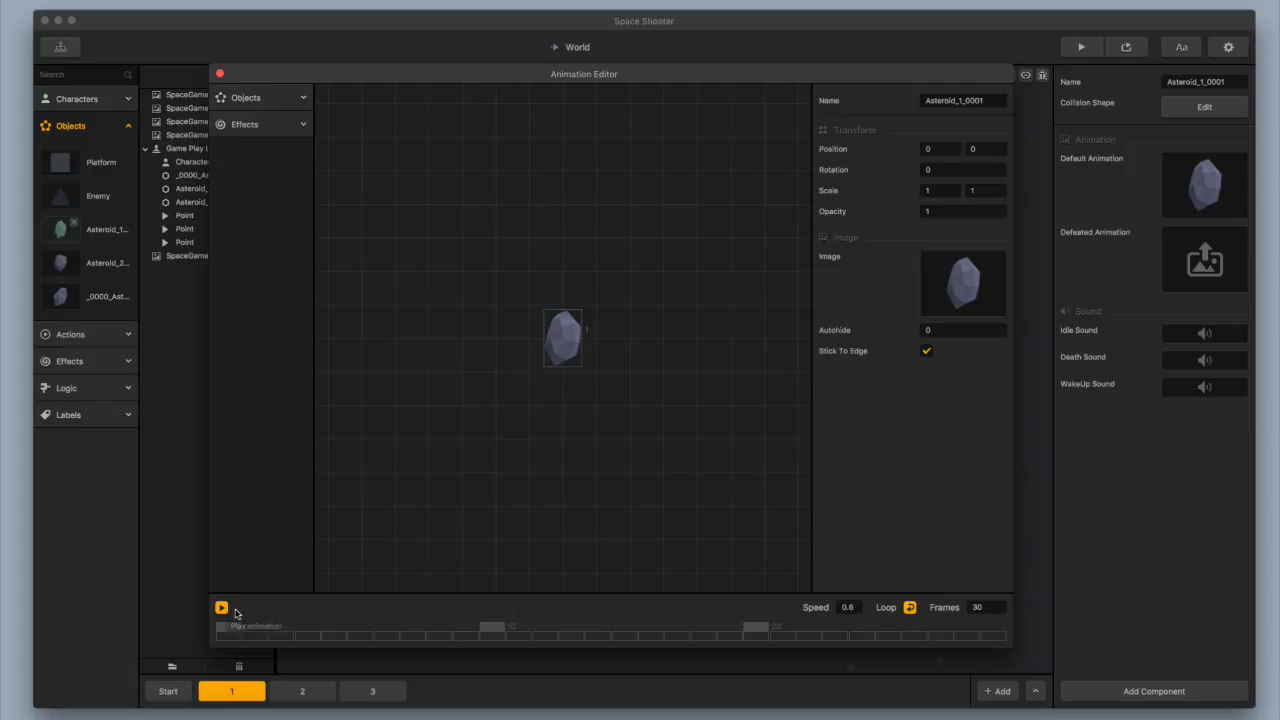 Space Shooter
World
Aa
Search
Animation Editor
Characters
Objects
Platform
Enemy
Asteroid_1...
Asteroid_2...
_0000_Ast...
Actions
Effects
Logic
Labels
SpaceGame
SpaceGame
SpaceGame
SpaceGame
Game Play L
Characte
_0000_As
Asteroid_
Asteroid_
Point
Point
Point
SpaceGame
Objects
Effects
Name Asteroid_1_0001
Transform
Position 0 0
Rotation 0
Scale 1 1
Opacity 1
Image
Image
Autohide 0
Stick To Edge
Name Asteroid_1_0001
Collision Shape Edit
Animation
Default Animation
Defeated Animation
Sound
Idle Sound
Death Sound
WakeUp Sound
Speed 0.6 Loop Frames 30
Play animation 10 20
Start 1 2 3 + Add Add Component